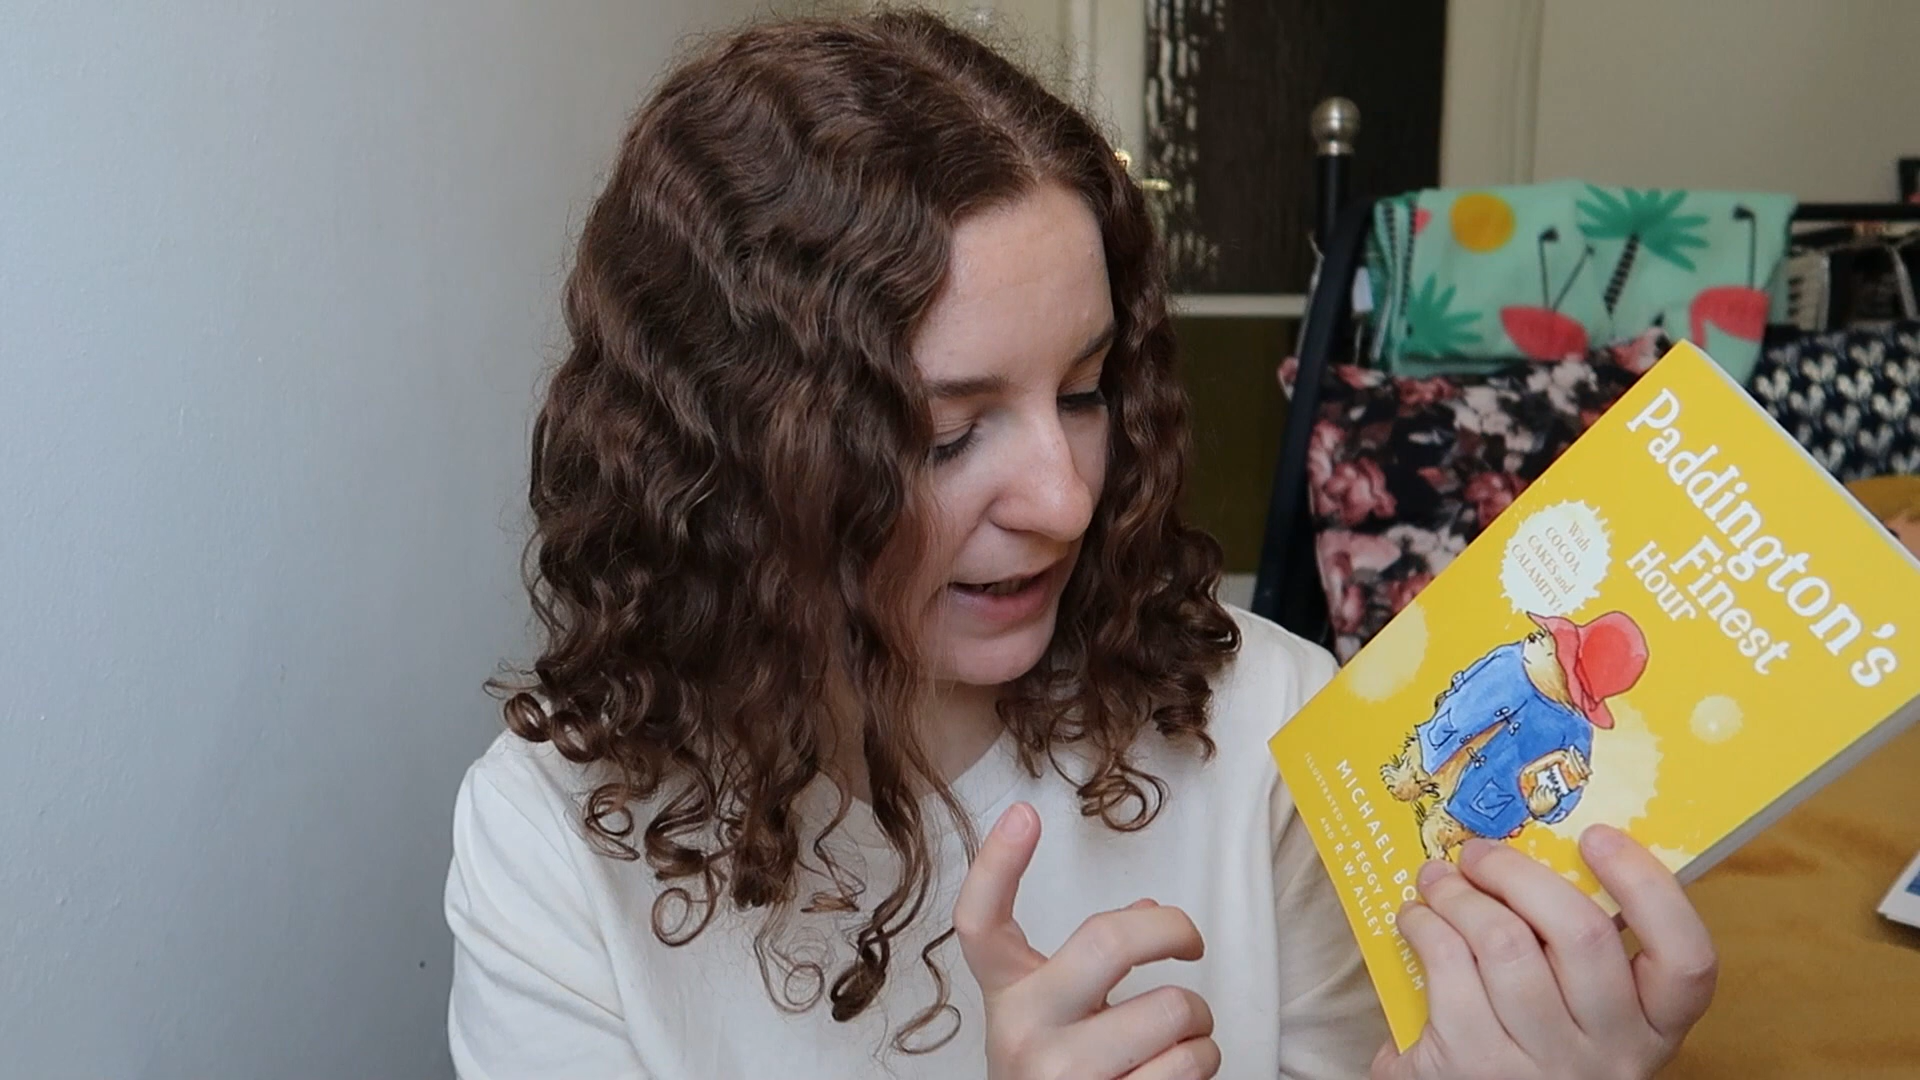 Paddington's
Finest
Hour
With
COCOA,
CAKES and
CALAMITY!
MICHAEL BO
ILLUSTRATED BY PEGGY FORTNUM
AND R. W. ALLEY